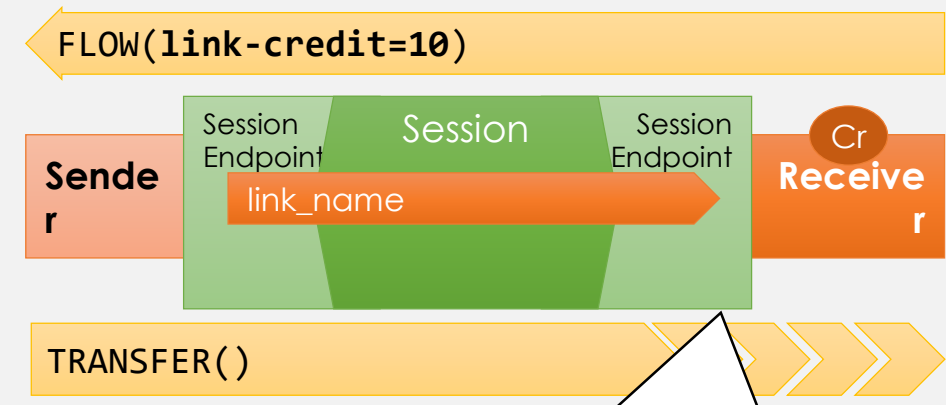 FLOW(link-credit=10)
Session
Endpoint
Session
Session
Endpoint
Cr
Sende
r
link_name
Receive
r
TRANSFER()